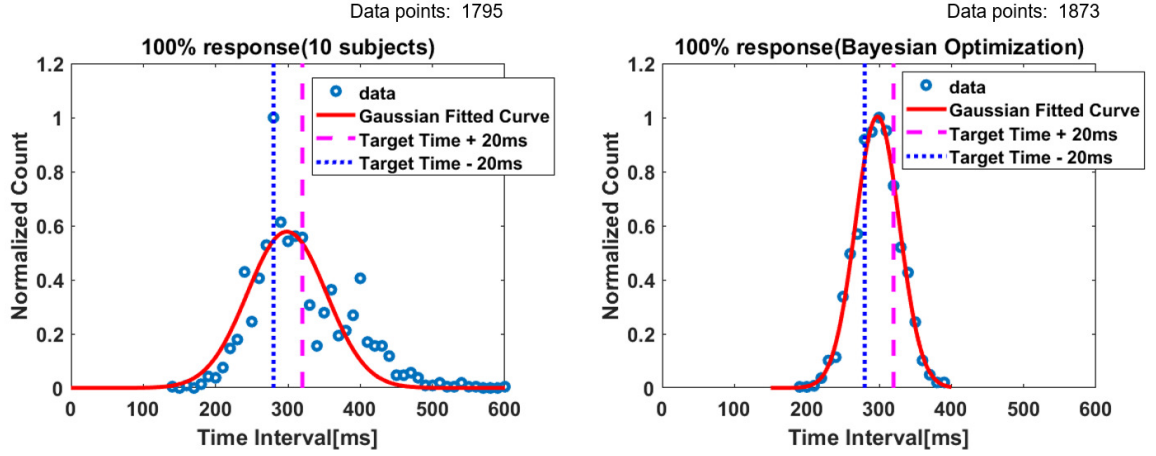 Data points: 1795
100% response(10 subjects)
1.2
1
0.8
0.6
0.4
0.2
0
Normalized Count
data
Gaussian Fitted Curve
Target Time + 20ms
Target Time - 20ms
0 100 200 300 400 500 600
Time Interval[ms]
Data points: 1873
100% response(Bayesian Optimization)
1.2
1
0.8
0.6
0.4
0.2
0
Normalized Count
data
Gaussian Fitted Curve
Target Time + 20ms
Target Time - 20ms
0 100 200 300 400 500 600
Time Interval[ms]